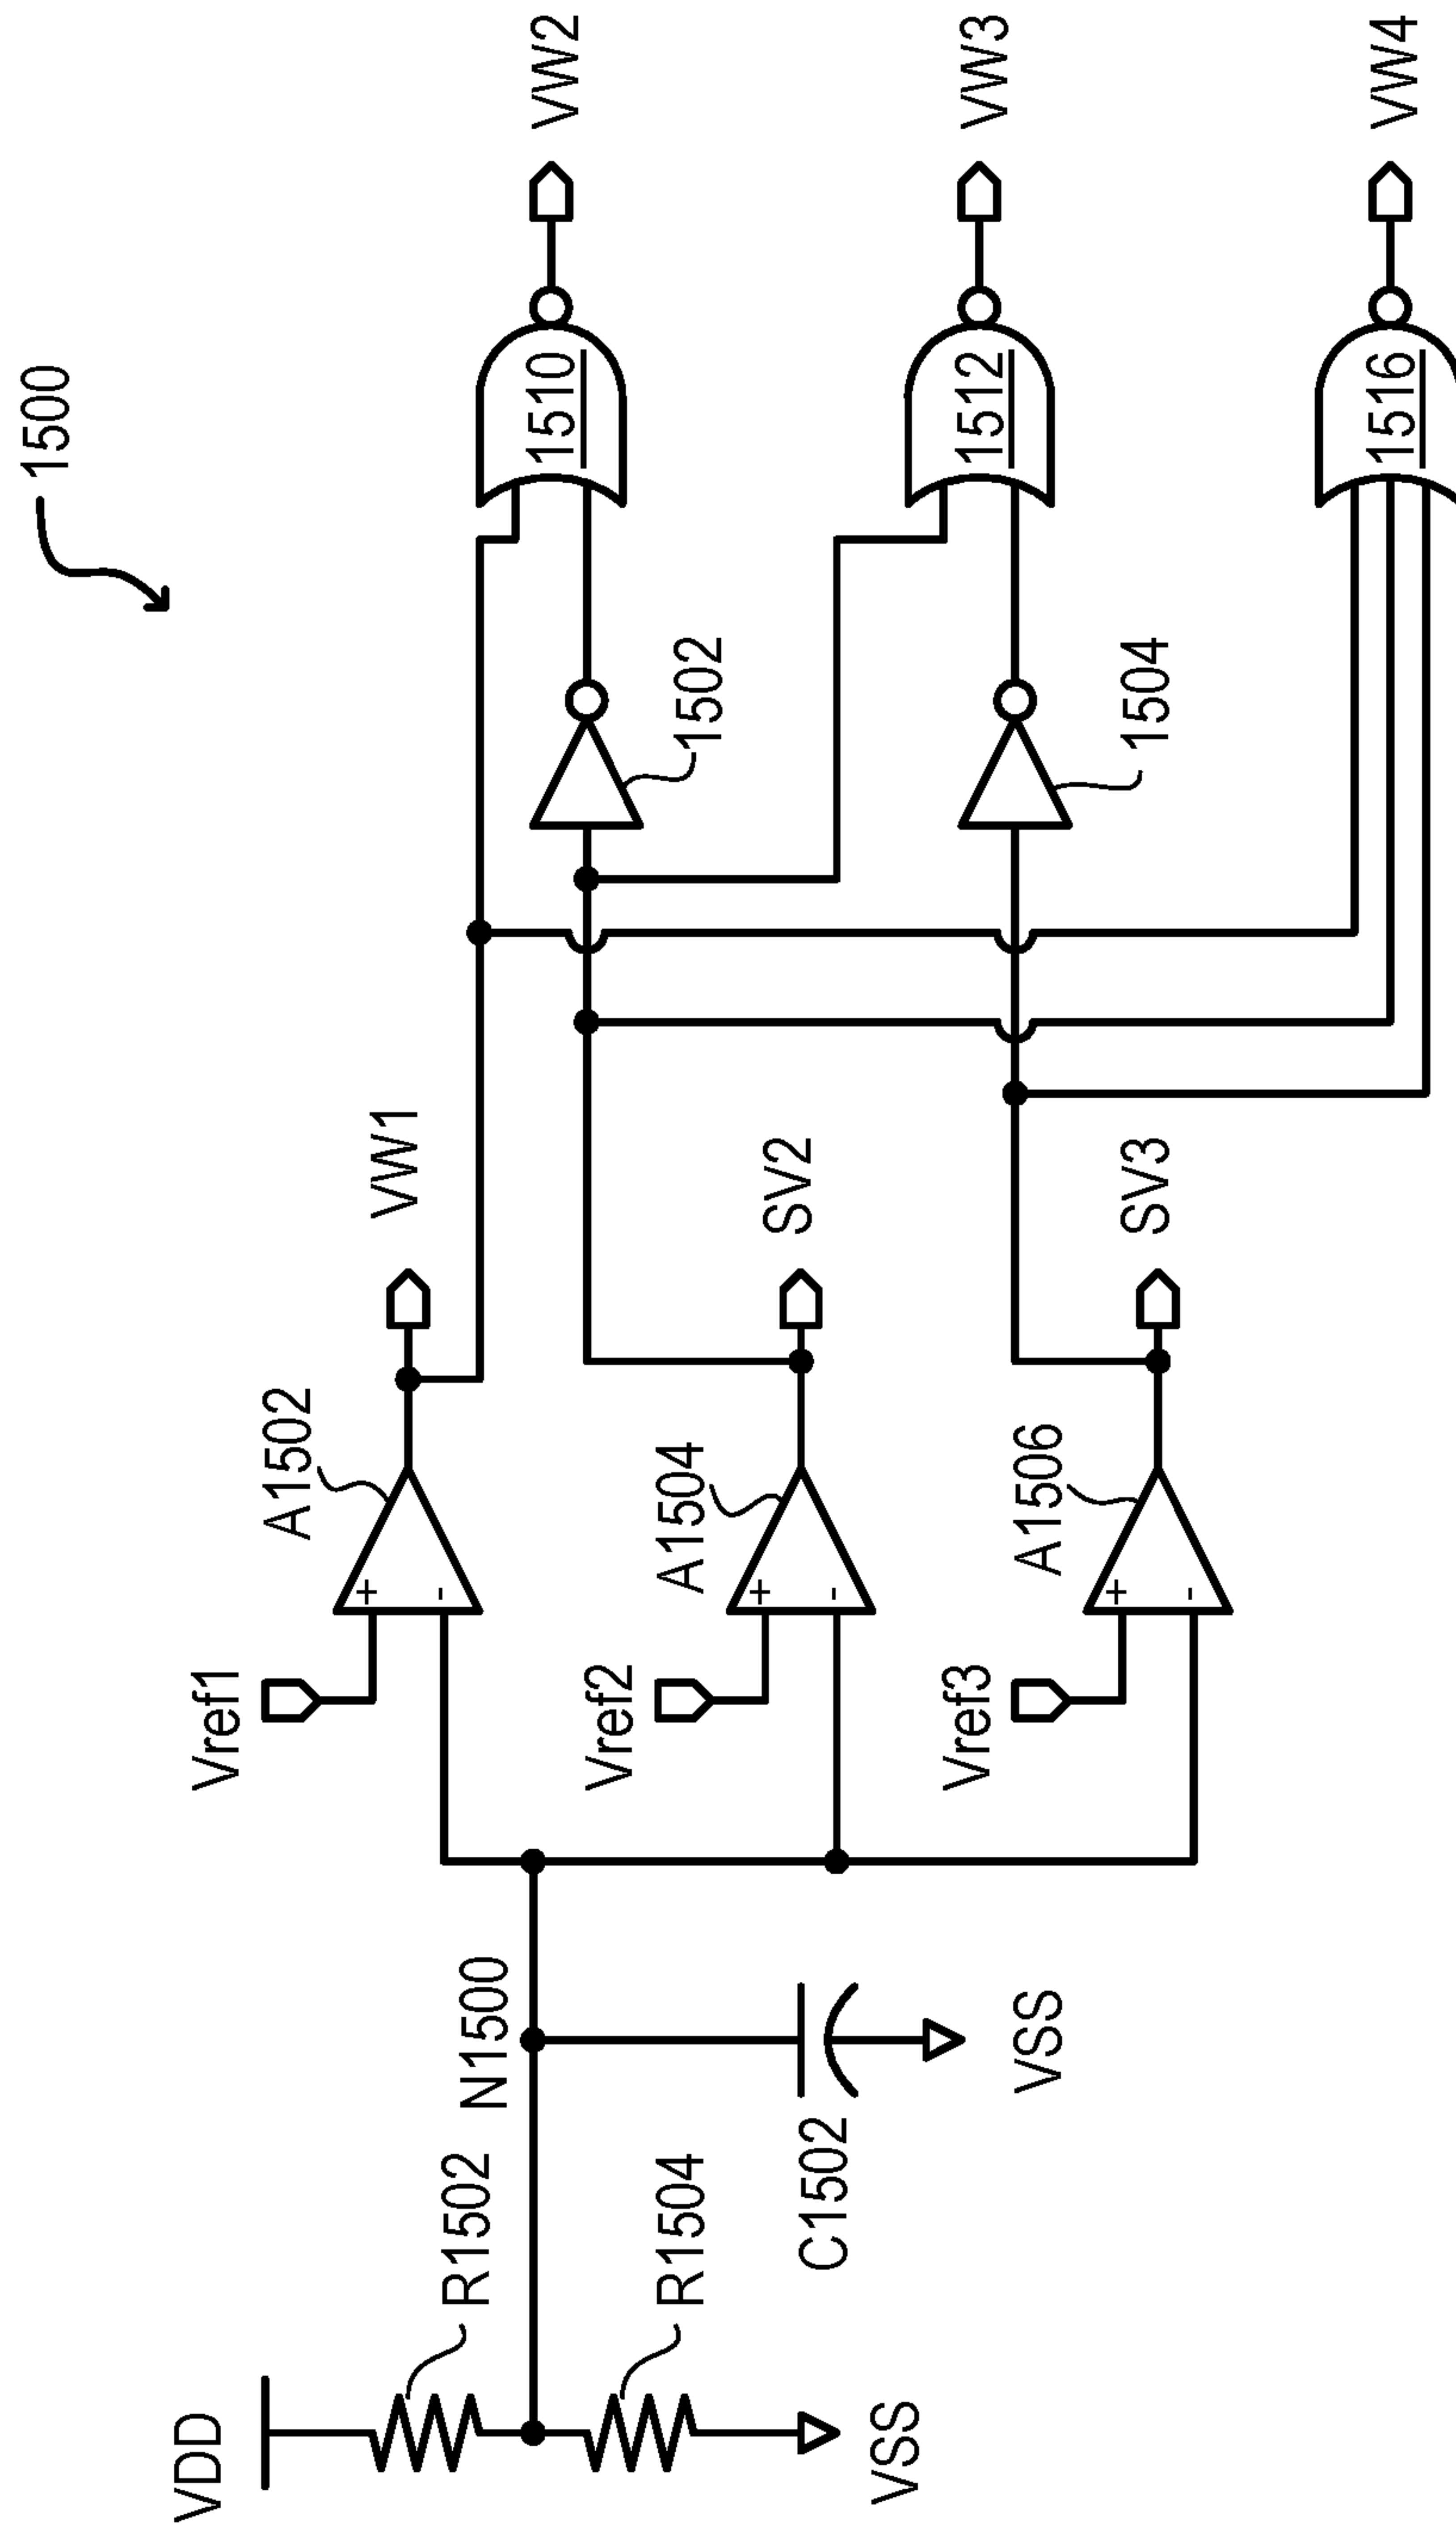 1500
VDD
R1502
R1504
VSS
N1500
C1502
VSS
Vref1
+
-
A1502
VW1
Vref2
+
-
A1504
SV2
Vref3
+
-
A1506
SV3
1502
1504
1510
VW2
1512
VW3
1516
VW4